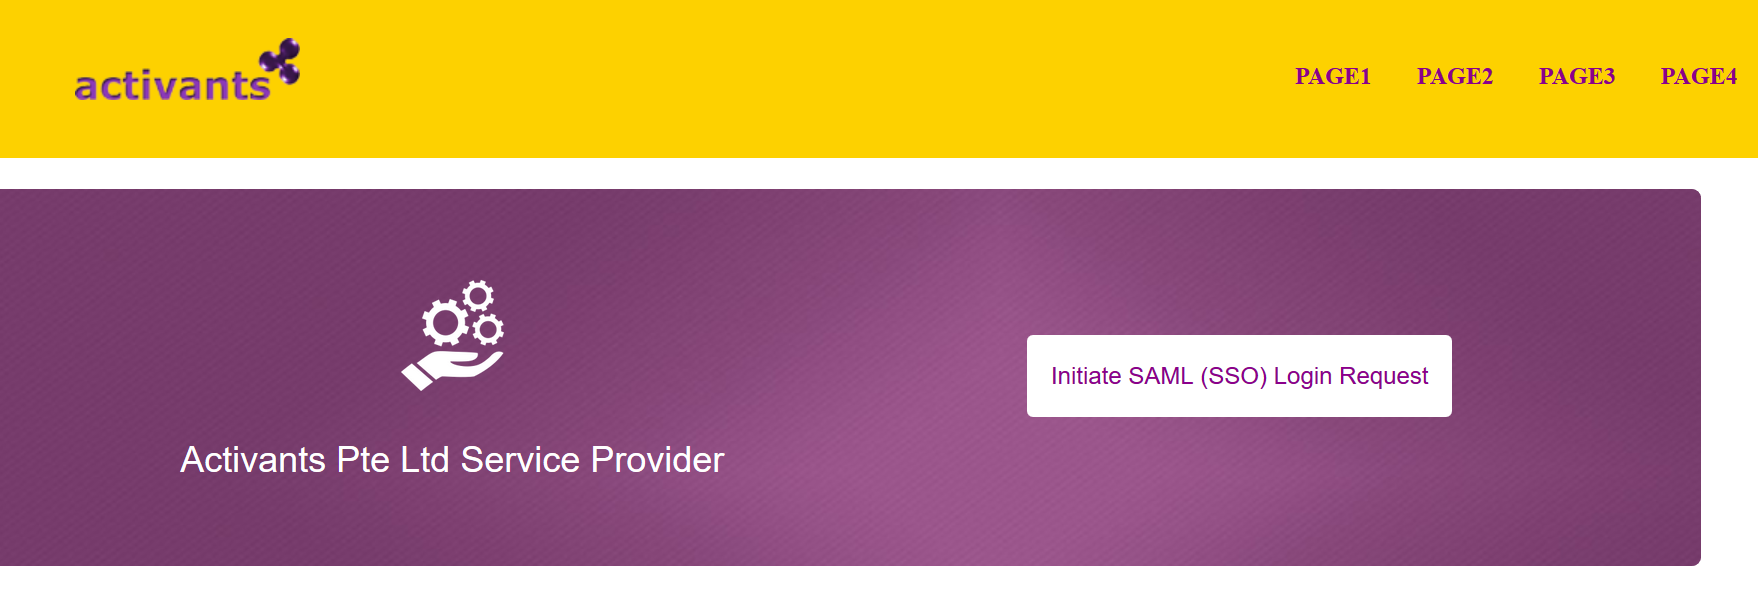 activants
PAGE1 PAGE2 PAGE3 PAGE4
Initiate SAML (SSO) Login Request
Activants Pte Ltd Service Provider